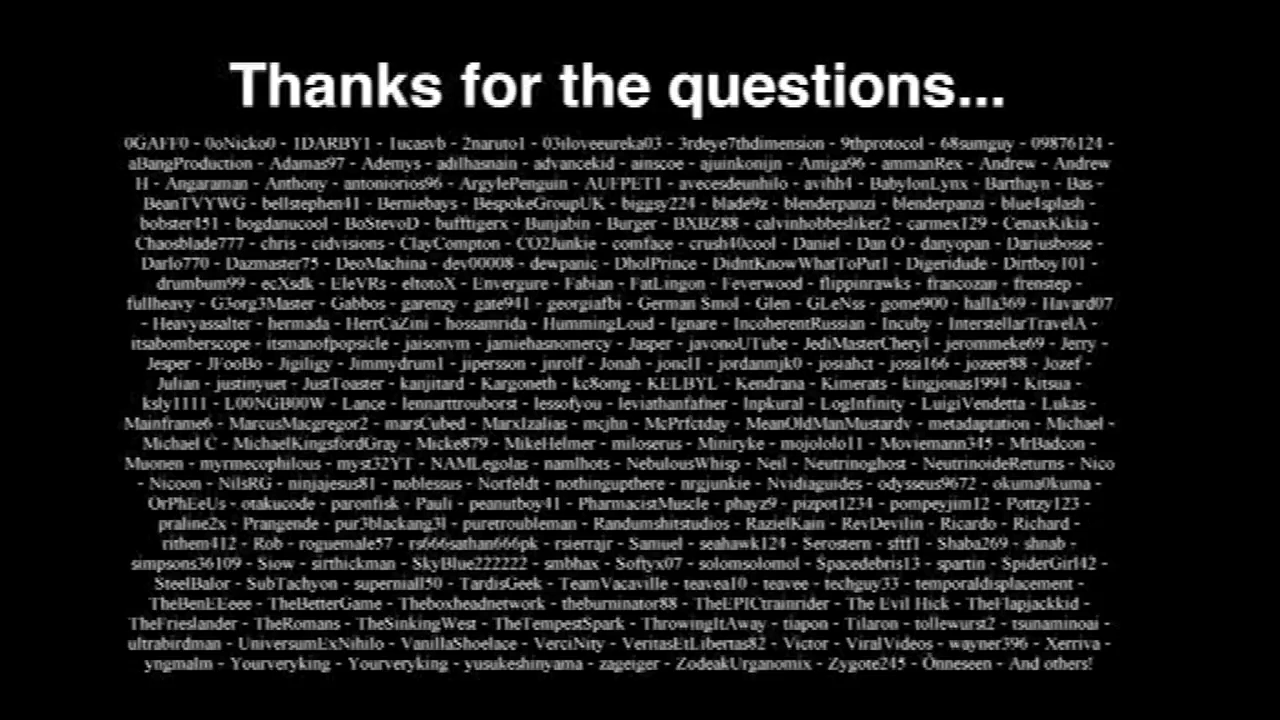 Thanks for the questions...
0GAFF0 - 0oNicko0 - 1DARBY1 - 1ucasvb - 2naruto1 - 03iloveeureka03 - 3rdeye7thdimension - 9thprotocol - 68sumguy - 09876124 -
aBangProduction - Adamas97 - Ademys - adilhasnain - advancekid - ainscoe - ajuinkonijn - Amiga96 - ammanRex - Andrew - Andrew
H - Angaraman - Anthony - antoniorios96 - ArgylePenguin - AUFPET1 - avecesdeunhilo - avihh4 - BabylonLynx - Barthayn - Bas -
BeanTVYWG - bellstephen41 - Berniebays - BespokeGroupUK - biggsy224 - blade9z - blenderpanzi - blenderpanzi - blue4splash -
bobster451 - bogdanucool - BoStevoD - bufftigerx - Bunjabin - Burger - BXBZ88 - calvinhobbesliker2 - carmex129 - CenaxKikia -
Chaosblade777 - chris - cidvisions - ClayCompton - CO2Junkie - comface - crush40cool - Daniel - Dan O - danyopan - Dariusbosse -
Darlo770 - Dazmaster75 - DeoMachina - dev00008 - dewpanic - DholPrince - DidntKnowWhatToPut1 - Digeridude - Dirtboy101 -
drumbum99 - ecXsdk - EleVRs - eltotoX - Envergure - Fabian - FatLingon - Feverwood - flippinrawks - francozan - frenstep -
fullheavy - G3org3Master - Gabbos - garenzy - gate941 - georgiafbi - German Smol - Glen - GLeNss - gome900 - halla369 - Havard07
- Heavyassalter - hermada - HerrCaZini - hossamrida - HummingLoud - Ignare - IncoherentRussian - Incuby - InterstellarTravelA -
itsabomberscope - itsmanofpopsicle - jaisonvm - jamiehasnomercy - Jasper - javonoUTube - JediMasterCheryl - jerommeke69 - Jerry -
Jesper - JFooBo - Jigiligy - Jimmydrum1 - jipersson - jnrolf - Jonah - joncl1 - jordanmjk0 - josiahct - jossi166 - jozeer88 - Jozef -
Julian - justinyuet - JustToaster - kanjitard - Kargoneth - kc8omg - KELBYL - Kendrana - Kimerats - kingjonas1994 - Kitsua -
ksly1111 - L00NGB00W - Lance - lennarttrouborst - lessofyou - leviathanfafner - lnpkural - LogInfinity - LuigiVendetta - Lukas -
Mainframe6 - MarcusMacgregor2 - marsCubed - MarxIzalias - mcjhn - McPrfctday - MeanOldManMustardv - metadaptation - Michael -
Michael C - MichaelKingsfordGray - Micke879 - MikeHelmer - miloserus - Miniryke - mojololo11 - Moviemann345 - MrBadcon -
Muonen - myrmecophilous - myst32YT - NAMLegolas - namlhots - NebulousWhisp - Neil - Neutrinoghost - NeutrinoideReturns - Nico
- Nicoon - NilsRG - ninjajesus81 - noblessus - Norfeldt - nothingupthere - nrgjunkie - Nvidiaguides - odysseus9672 - okuma0kuma -
OrPhEeUs - otakucode - paronfisk - Pauli - peanutboy41 - PharmacistMuscle - phayz9 - pizpot1234 - pompeyjim12 - Pottzy123 -
praline2x - Prangende - pur3blackang3l - puretroubleman - Randumshitstudios - RazielKain - RevDevilin - Ricardo - Richard -
rithem412 - Rob - roguemale57 - rs666sathan666pk - rsierrajr - Samuel - seahawk124 - Serostern - sftf1 - Shaba269 - shnab -
simpsons36109 - Siow - sirthickman - SkyBlue222222 - smbhax - Softyx07 - solomsolomol - Spacedebris13 - spartin - SpiderGirl42 -
SteelBalor - SubTachyon - superniall50 - TardisGeek - TeamVacaville - teavea10 - teavee - techguy33 - temporaldisplacement -
TheBenEEeee - TheBetterGame - Theboxheadnetwork - theburninator88 - TheEPICtrainrider - The Evil Hick - TheFlapjackkid -
TheFrieslander - TheRomans - TheSinkingWest - TheTempestSpark - ThrowingItAway - tiapon - Tilaron - tollewurst2 - tsunaminoai -
ultrabirdman - UniversumExNihilo - VanillaShoelace - VerciNity - VeritasEtLibertas82 - Victor - ViralVideos - wayner396 - Xerriva -
yngmalm - Yourveryking - Yourveryking - yusukeshinyama - zageiger - ZodeakUrganomix - Zygote245 - Õnneseen - And others!